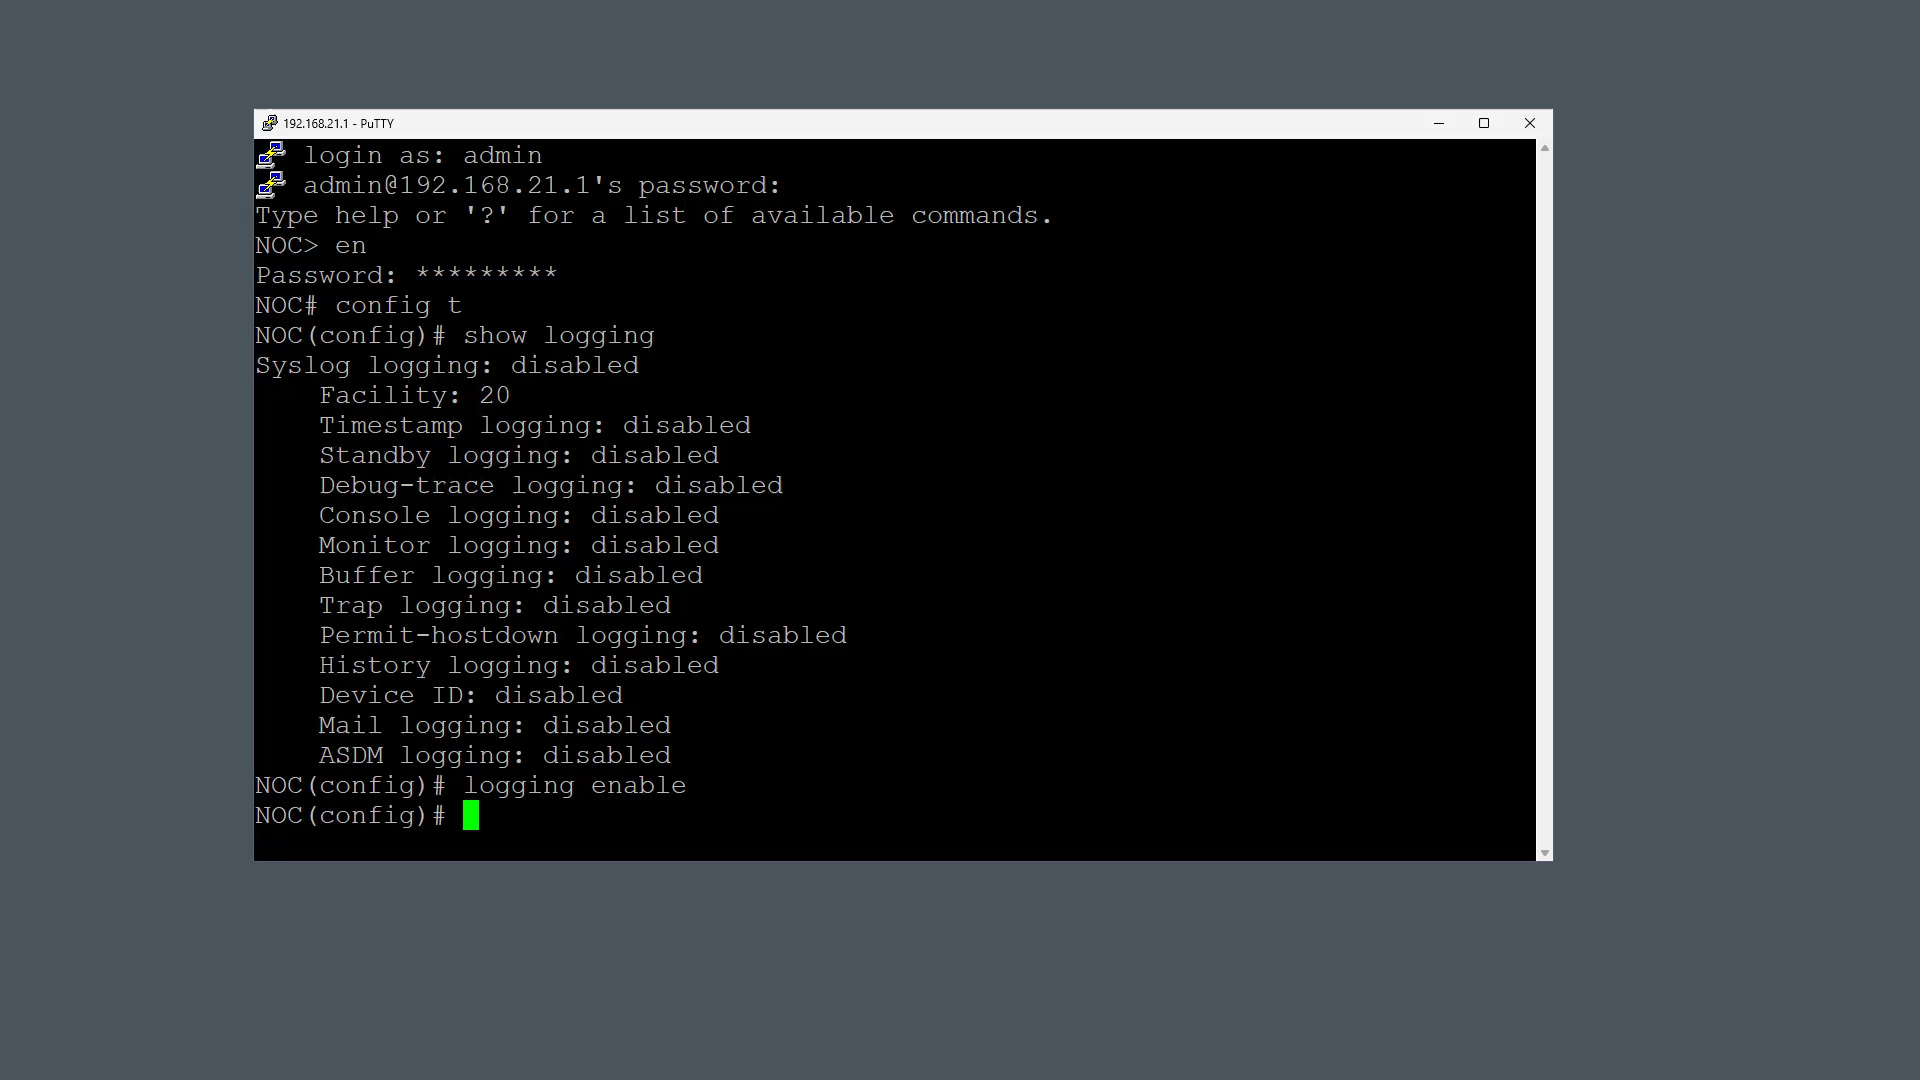 192.168.21.1 - PuTTY
login as: admin
admin@192.168.21.1's password:
Type help or '?' for a list of available commands.
NOC> en
Password: *********
NOC# config t
NOC(config)# show logging
Syslog logging: disabled
    Facility: 20
    Timestamp logging: disabled
    Standby logging: disabled
    Debug-trace logging: disabled
    Console logging: disabled
    Monitor logging: disabled
    Buffer logging: disabled
    Trap logging: disabled
    Permit-hostdown logging: disabled
    History logging: disabled
    Device ID: disabled
    Mail logging: disabled
    ASDM logging: disabled
NOC(config)# logging enable
NOC(config)#